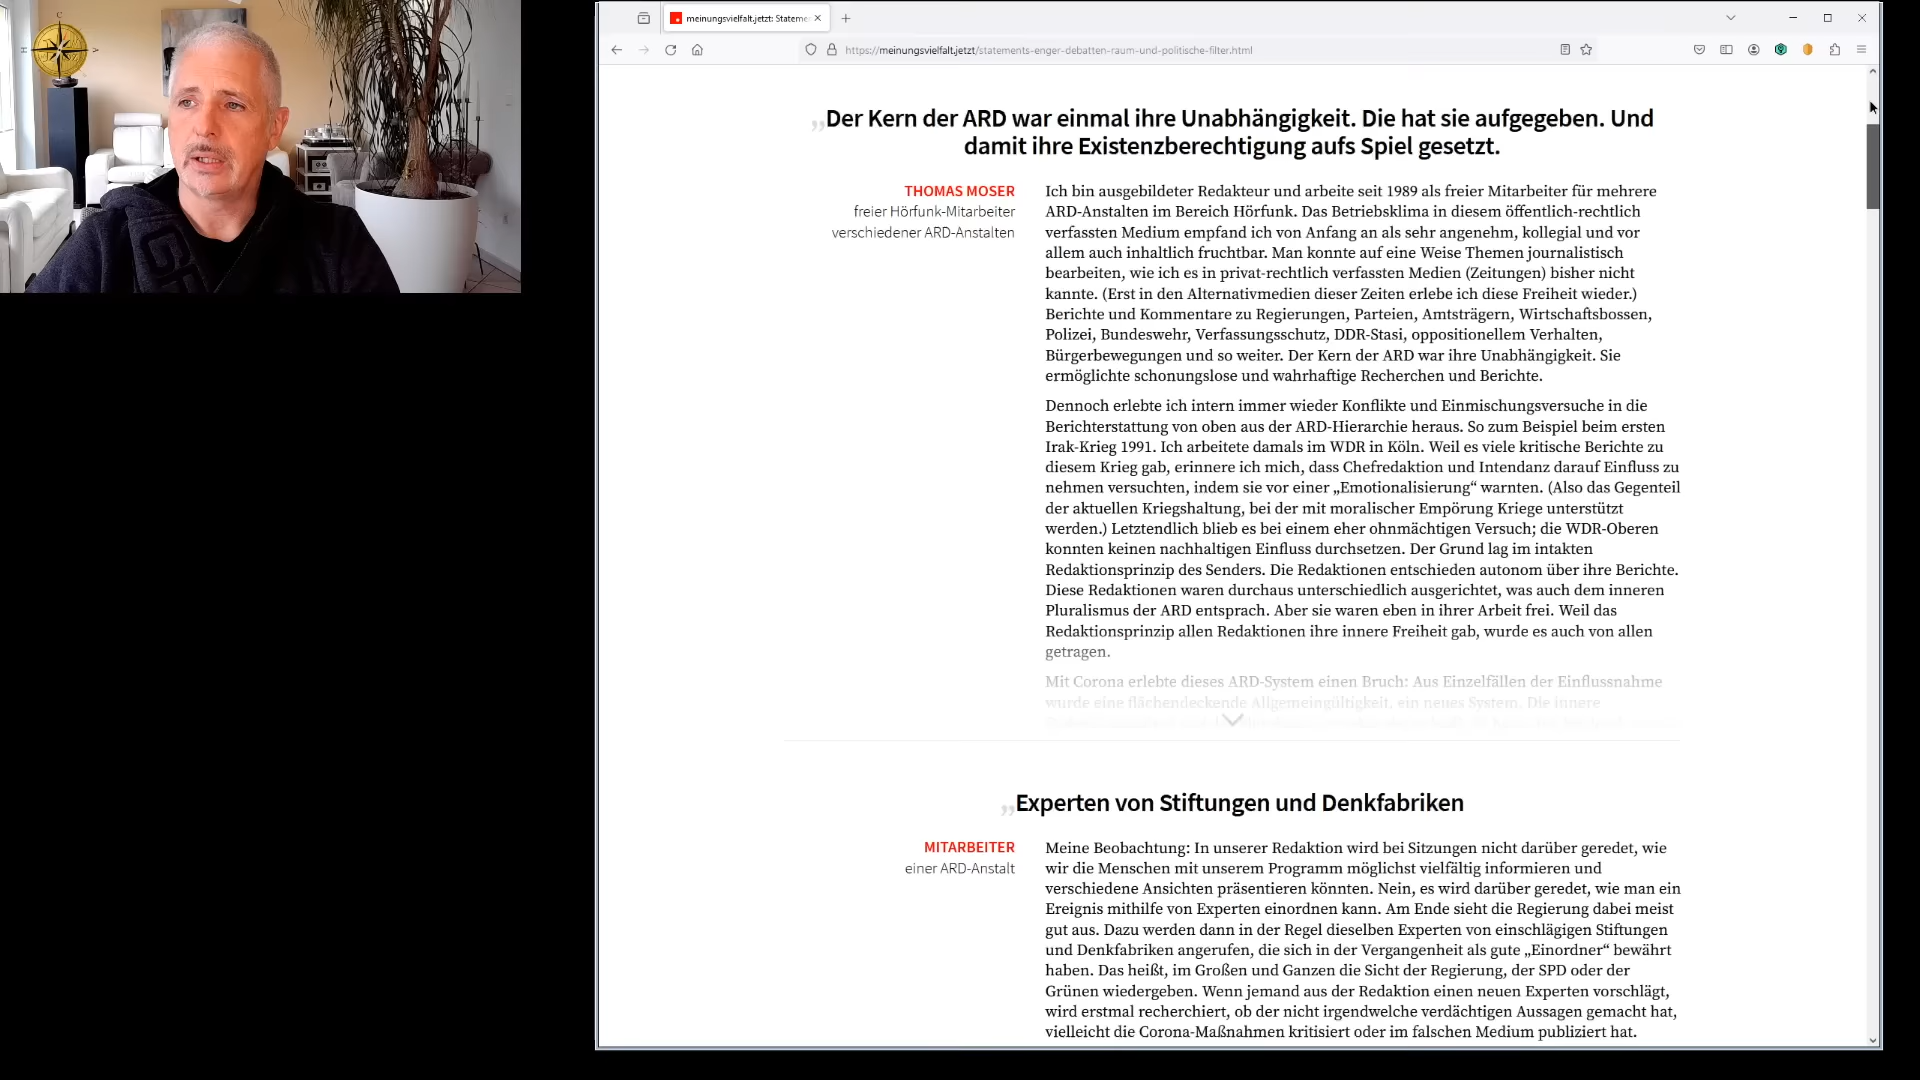 C
H
V
meinungsvielfalt.jetzt: Stateme
https://meinungsvielfalt.jetzt/statements-enger-debatten-raum-und-politische-filter.html
„Der Kern der ARD war einmal ihre Unabhängigkeit. Die hat sie aufgegeben. Und
damit ihre Existenzberechtigung aufs Spiel gesetzt.
THOMAS MOSER
freier Hörfunk-Mitarbeiter
verschiedener ARD-Anstalten
Ich bin ausgebildeter Redakteur und arbeite seit 1989 als freier Mitarbeiter für mehrere
ARD-Anstalten im Bereich Hörfunk. Das Betriebsklima in diesem öffentlich-rechtlich
verfassten Medium empfand ich von Anfang an als sehr angenehm, kollegial und vor
allem auch inhaltlich fruchtbar. Man konnte auf eine Weise Themen journalistisch
bearbeiten, wie ich es in privat-rechtlich verfassten Medien (Zeitungen) bisher nicht
kannte. (Erst in den Alternativmedien dieser Zeiten erlebe ich diese Freiheit wieder.)
Berichte und Kommentare zu Regierungen, Parteien, Amtsträgern, Wirtschaftsbossen,
Polizei, Bundeswehr, Verfassungsschutz, DDR-Stasi, oppositionellem Verhalten,
Bürgerbewegungen und so weiter. Der Kern der ARD war ihre Unabhängigkeit. Sie
ermöglichte schonungslose und wahrhaftige Recherchen und Berichte.
Dennoch erlebte ich intern immer wieder Konflikte und Einmischungsversuche in die
Berichterstattung von oben aus der ARD-Hierarchie heraus. So zum Beispiel beim ersten
Irak-Krieg 1991. Ich arbeitete damals im WDR in Köln. Weil es viele kritische Berichte zu
diesem Krieg gab, erinnere ich mich, dass Chefredaktion und Intendanz darauf Einfluss zu
nehmen versuchten, indem sie vor einer „Emotionalisierung“ warnten. (Also das Gegenteil
der aktuellen Kriegshaltung, bei der mit moralischer Empörung Kriege unterstützt
werden.) Letztendlich blieb es bei einem eher ohnmächtigen Versuch; die WDR-Oberen
konnten keinen nachhaltigen Einfluss durchsetzen. Der Grund lag im intakten
Redaktionsprinzip des Senders. Die Redaktionen entschieden autonom über ihre Berichte.
Diese Redaktionen waren durchaus unterschiedlich ausgerichtet, was auch dem inneren
Pluralismus der ARD entsprach. Aber sie waren eben in ihrer Arbeit frei. Weil das
Redaktionsprinzip allen Redaktionen ihre innere Freiheit gab, wurde es auch von allen
getragen.
Mit Corona erlebte dieses ARD-System einen Bruch: Aus Einzelfällen der Einflussnahme
wurde eine flächendeckende Allgemeingültigkeit, ein neues System. Die innere
„Experten von Stiftungen und Denkfabriken
MITARBEITER
einer ARD-Anstalt
Meine Beobachtung: In unserer Redaktion wird bei Sitzungen nicht darüber geredet, wie
wir die Menschen mit unserem Programm möglichst vielfältig informieren und
verschiedene Ansichten präsentieren könnten. Nein, es wird darüber geredet, wie man ein
Ereignis mithilfe von Experten einordnen kann. Am Ende sieht die Regierung dabei meist
gut aus. Dazu werden dann in der Regel dieselben Experten von einschlägigen Stiftungen
und Denkfabriken angerufen, die sich in der Vergangenheit als gute „Einordner“ bewährt
haben. Das heißt, im Großen und Ganzen die Sicht der Regierung, der SPD oder der
Grünen wiedergeben. Wenn jemand aus der Redaktion einen neuen Experten vorschlägt,
wird erstmal recherchiert, ob der nicht irgendwelche verdächtigen Aussagen gemacht hat,
vielleicht die Corona-Maßnahmen kritisiert oder im falschen Medium publiziert hat.